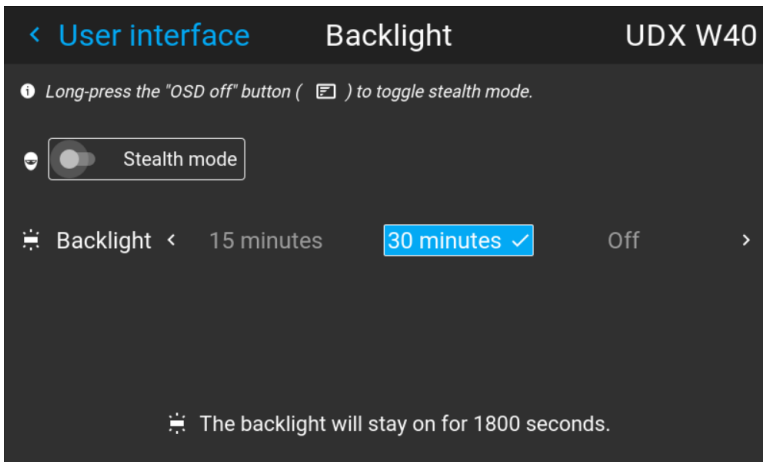 User interface Backlight UDX W40
Long-press the "OSD off" button ( ) to toggle stealth mode.
Stealth mode
Backlight 15 minutes 30 minutes Off
The backlight will stay on for 1800 seconds.